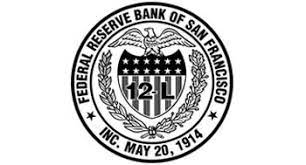 FEDERAL RESERVE BANK OF SAN FRANCISCO
12-L
INC. MAY 20, 1914